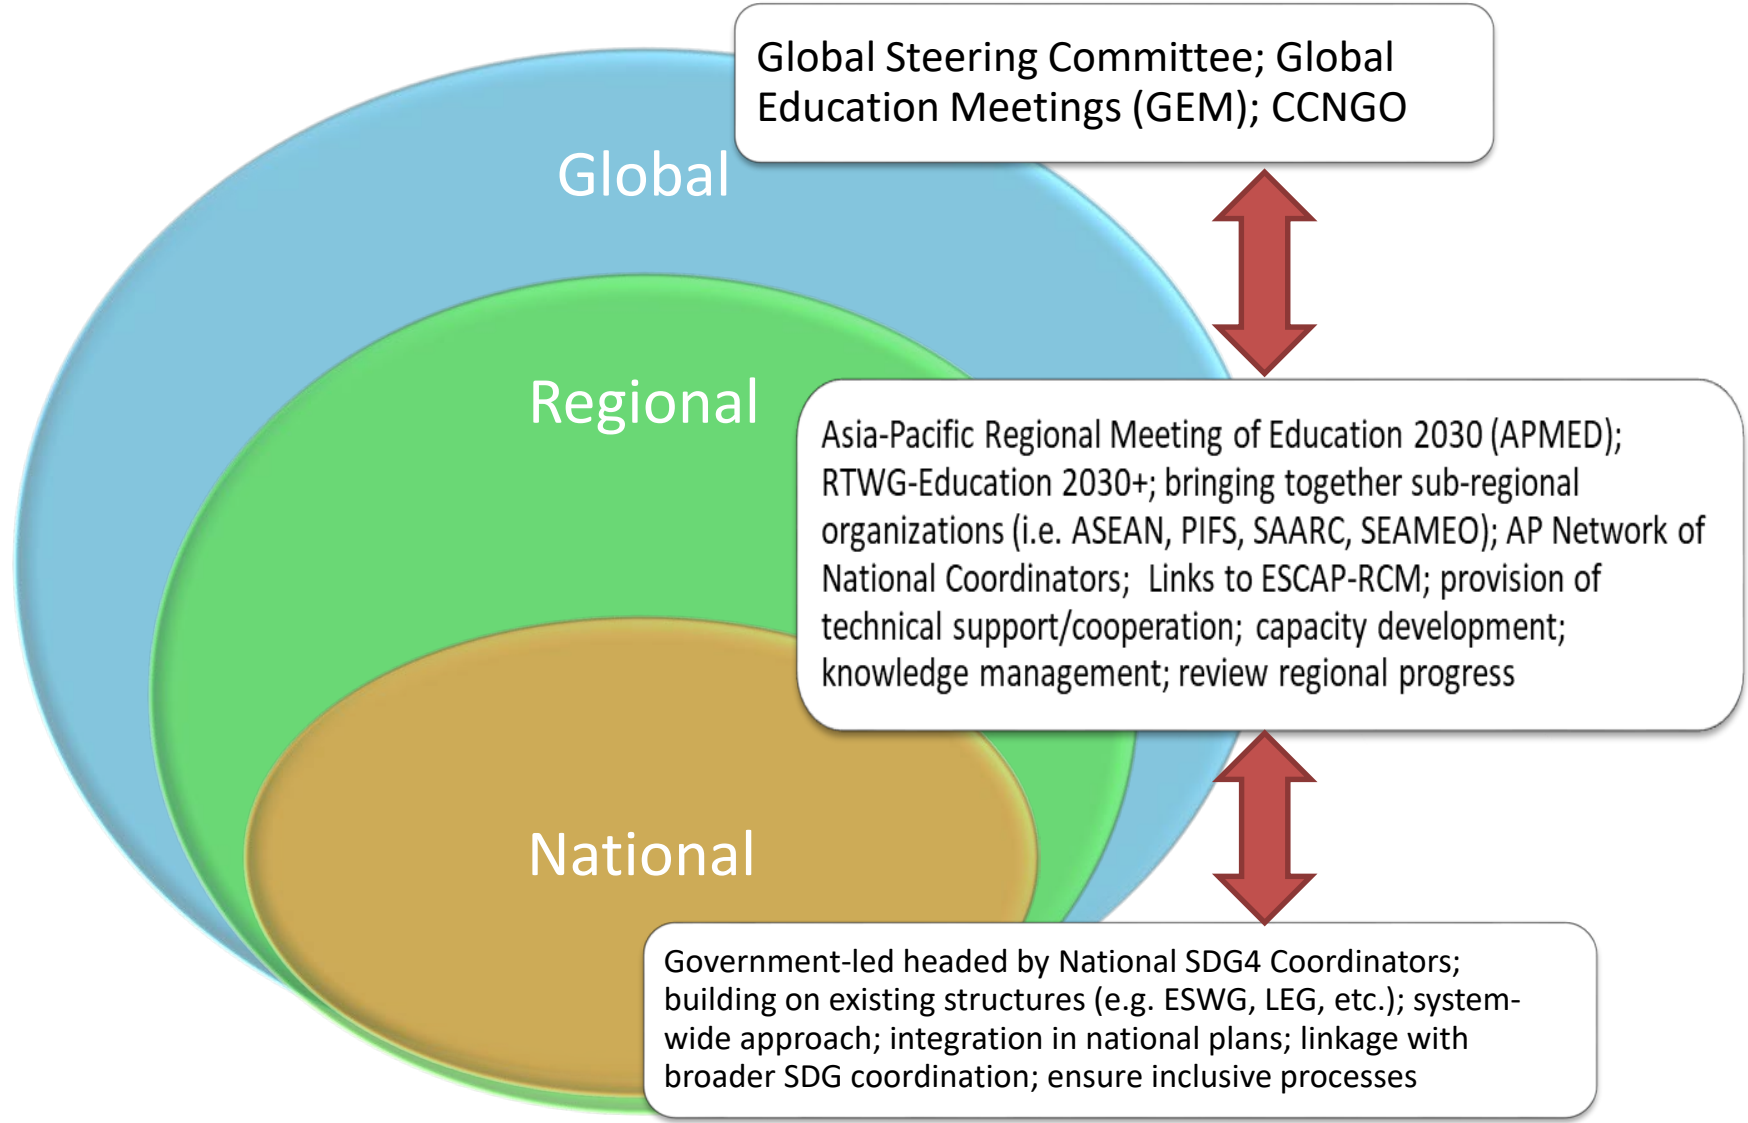 Global Steering Committee; Global
Education Meetings (GEM); CCNGO
Global
Regional
Asia-Pacific Regional Meeting of Education 2030 (APMED);
RTWG-Education 2030+; bringing together sub-regional
organizations (i.e. ASEAN, PIFS, SAARC, SEAMEO); AP Network of
National Coordinators;  Links to ESCAP-RCM; provision of
technical support/cooperation; capacity development;
knowledge management; review regional progress
National
Government-led headed by National SDG4 Coordinators;
building on existing structures (e.g. ESWG, LEG, etc.); system-
wide approach; integration in national plans; linkage with
broader SDG coordination; ensure inclusive processes